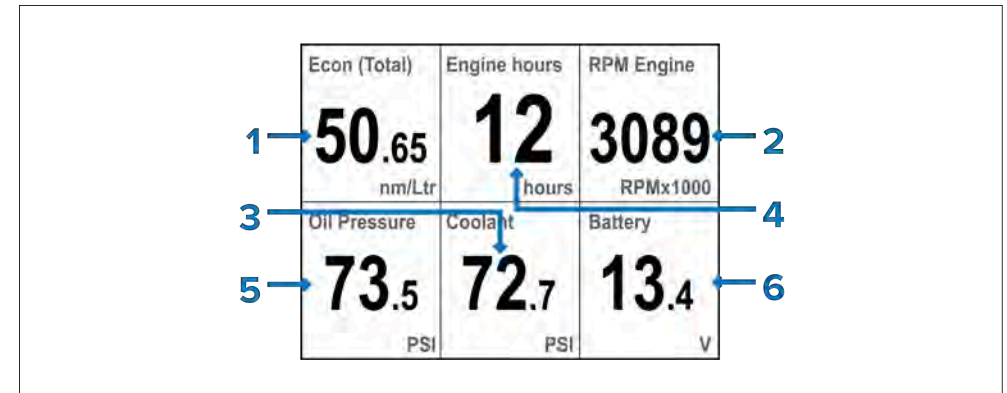 Econ (Total) Engine hours RPM Engine
1 50.65 12 3089 2
nm/Ltr hours RPMx1000
3 4
Oil Pressure Coolant Battery
5 73.5 72.7 13.4 6
PSI PSI V